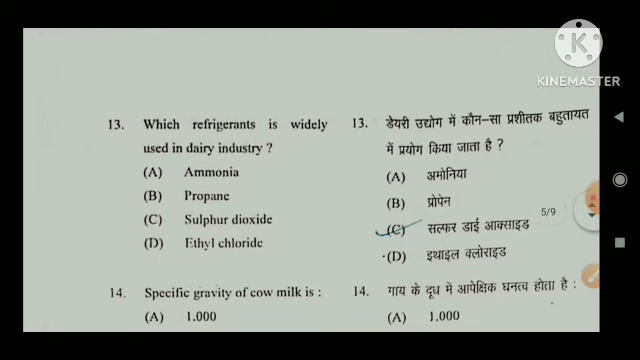 KINEMASTER
13. Which refrigerants is widely
used in dairy industry ?
(A) Ammonia
(B) Propane
(C) Sulphur dioxide
(D) Ethyl chloride
14. Specific gravity of cow milk is :
(A) 1.000
13. डेयरी उद्योग में कौन-सा प्रशीतक बहुतायत
में प्रयोग किया जाता है ?
(A) अमोनिया
(B) प्रोपेन
(C) सल्फर डाई आक्साइड
(D) इथाइल क्लोराइड
14. गाय के दूध में आपेक्षिक घनत्व होता है :
(A) 1.000
5/9